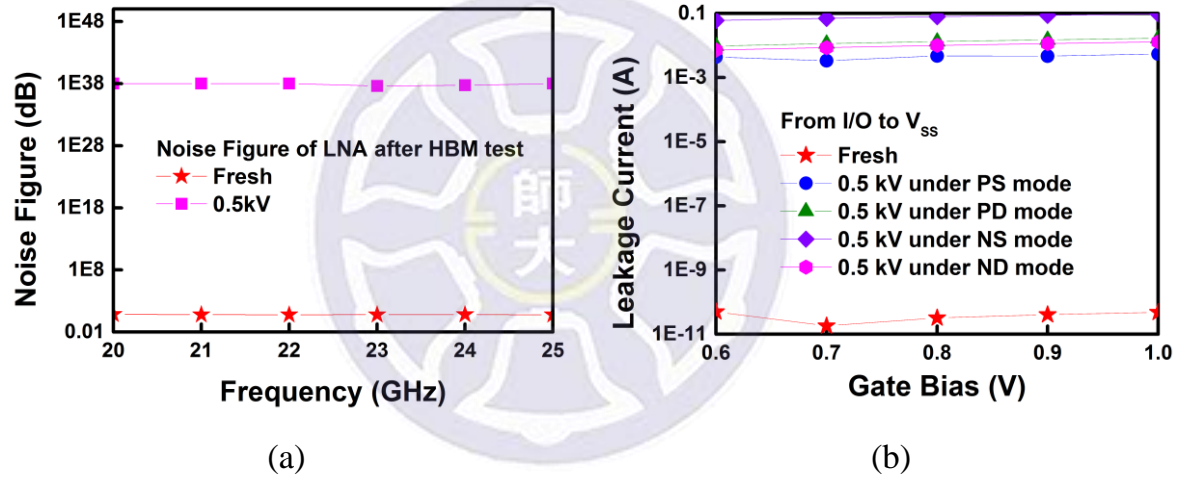 1E48
1E38
1E28
1E18
1E8
0.01
Noise Figure (dB)
Noise Figure of LNA after HBM test
Fresh
0.5kV
20 21 22 23 24 25
Frequency (GHz)
(a)
0.1
1E-3
1E-5
1E-7
1E-9
1E-11
Leakage Current (A)
From I/O to VSS
Fresh
0.5 kV under PS mode
0.5 kV under PD mode
0.5 kV under NS mode
0.5 kV under ND mode
0.6 0.7 0.8 0.9 1.0
Gate Bias (V)
(b)
師
大